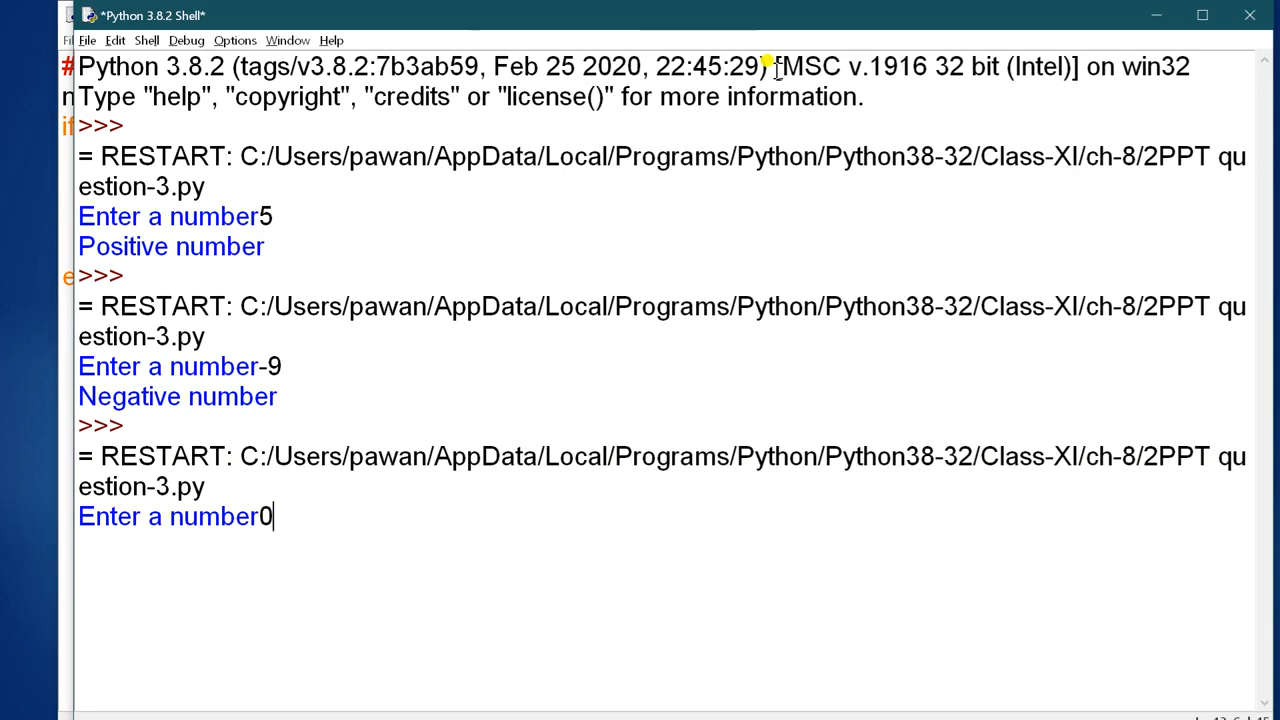 *Python 3.8.2 Shell*
File Edit Shell Debug Options Window Help
#
Python 3.8.2 (tags/v3.8.2:7b3ab59, Feb 25 2020, 22:45:29) [MSC v.1916 32 bit (Intel)] on win32
n
Type "help", "copyright", "credits" or "license()" for more information.
if
>>>
= RESTART: C:/Users/pawan/AppData/Local/Programs/Python/Python38-32/Class-XI/ch-8/2PPT qu
estion-3.py
Enter a number5
Positive number
e
>>>
= RESTART: C:/Users/pawan/AppData/Local/Programs/Python/Python38-32/Class-XI/ch-8/2PPT qu
estion-3.py
Enter a number-9
Negative number
>>>
= RESTART: C:/Users/pawan/AppData/Local/Programs/Python/Python38-32/Class-XI/ch-8/2PPT qu
estion-3.py
Enter a number0